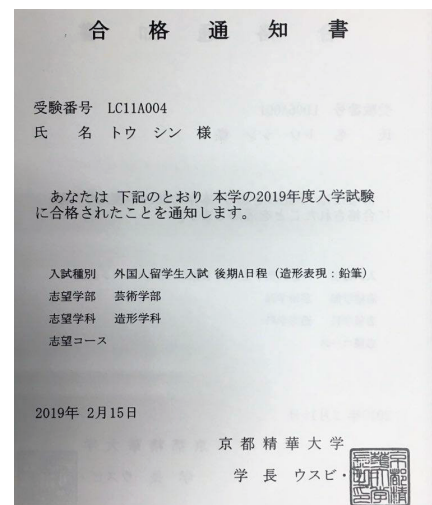 合格通知書
受験番号 LC11A004
氏 名 トウ シン 様
あなたは 下記のとおり 本学の2019年度入学試験
に合格されたことを通知します。
入試種別 外国人留学生入試 後期A日程（造形表現：鉛筆）
志望学部 芸術学部
志望学科 造形学科
志望コース
2019年 2月15日
京都精華大学
学 長 ウスビ・